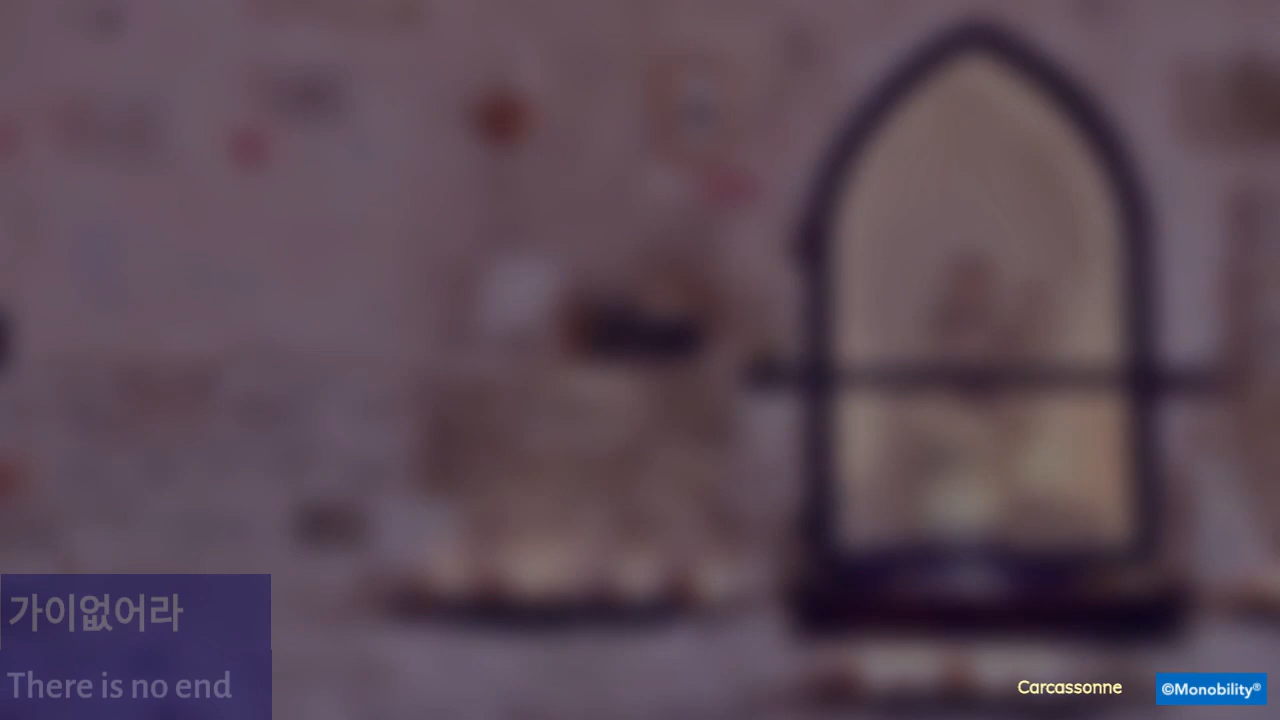 가이없어라
There is no end
Carcassonne
©Monobility®